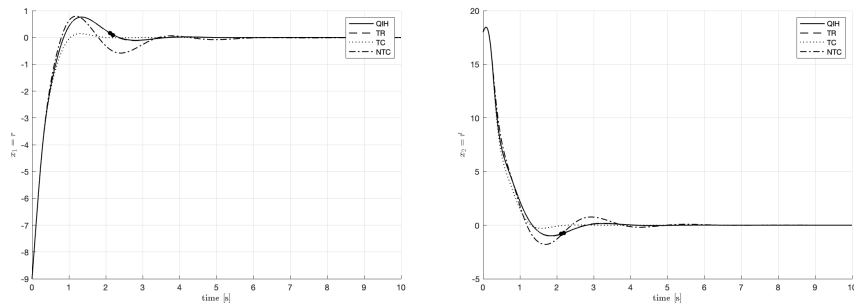 1
0
-1
-2
-3
-4
-5
-6
-7
-8
-9
x₁ = r
0 1 2 3 4 5 6 7 8 9 10
time [s]
QIH
TR
TC
NTC
20
15
10
5
0
-5
x₂ = r̈
0 1 2 3 4 5 6 7 8 9 10
time [s]
QIH
TR
TC
NTC